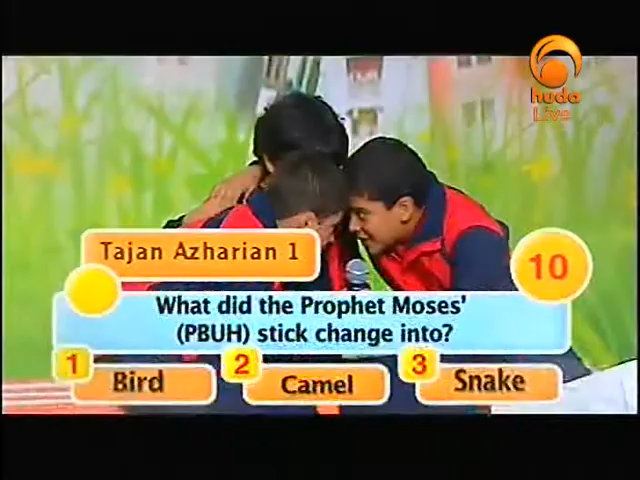 huda
Live
Tajan Azharian 1
10
What did the Prophet Moses'
(PBUH) stick change into?
1 Bird
2 Camel
3 Snake